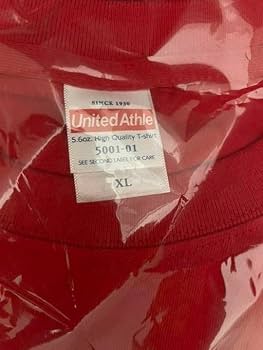 SINCE 1930
United Athle
5.6oz. High Quality T-shirt
5001-01
SEE SECOND LABEL FOR CARE
XL